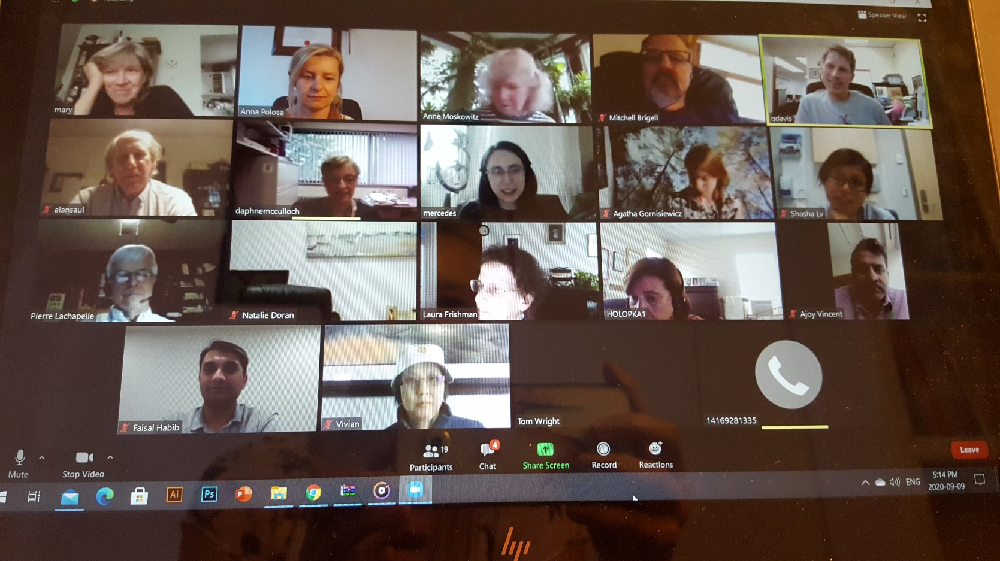 Speaker View
mary
Anna Polosa
Anne Moskowitz
Mitchell Brigell
qdavis
alansaul
daphnemcculloch
mercedes
Agatha Gornisiewicz
Shasha Lv
Pierre Lachapelle
Natalie Doran
Laura Frishman
HOLOPKA1
Ajoy Vincent
Faisal Habib
Vivian
Tom Wright
14169281335
Mute
Stop Video
Participants 19
Chat 4
Share Screen
Record
Reactions
Leave
Ai
Ps
P
ENG
5:14 PM
2020-09-09
hp